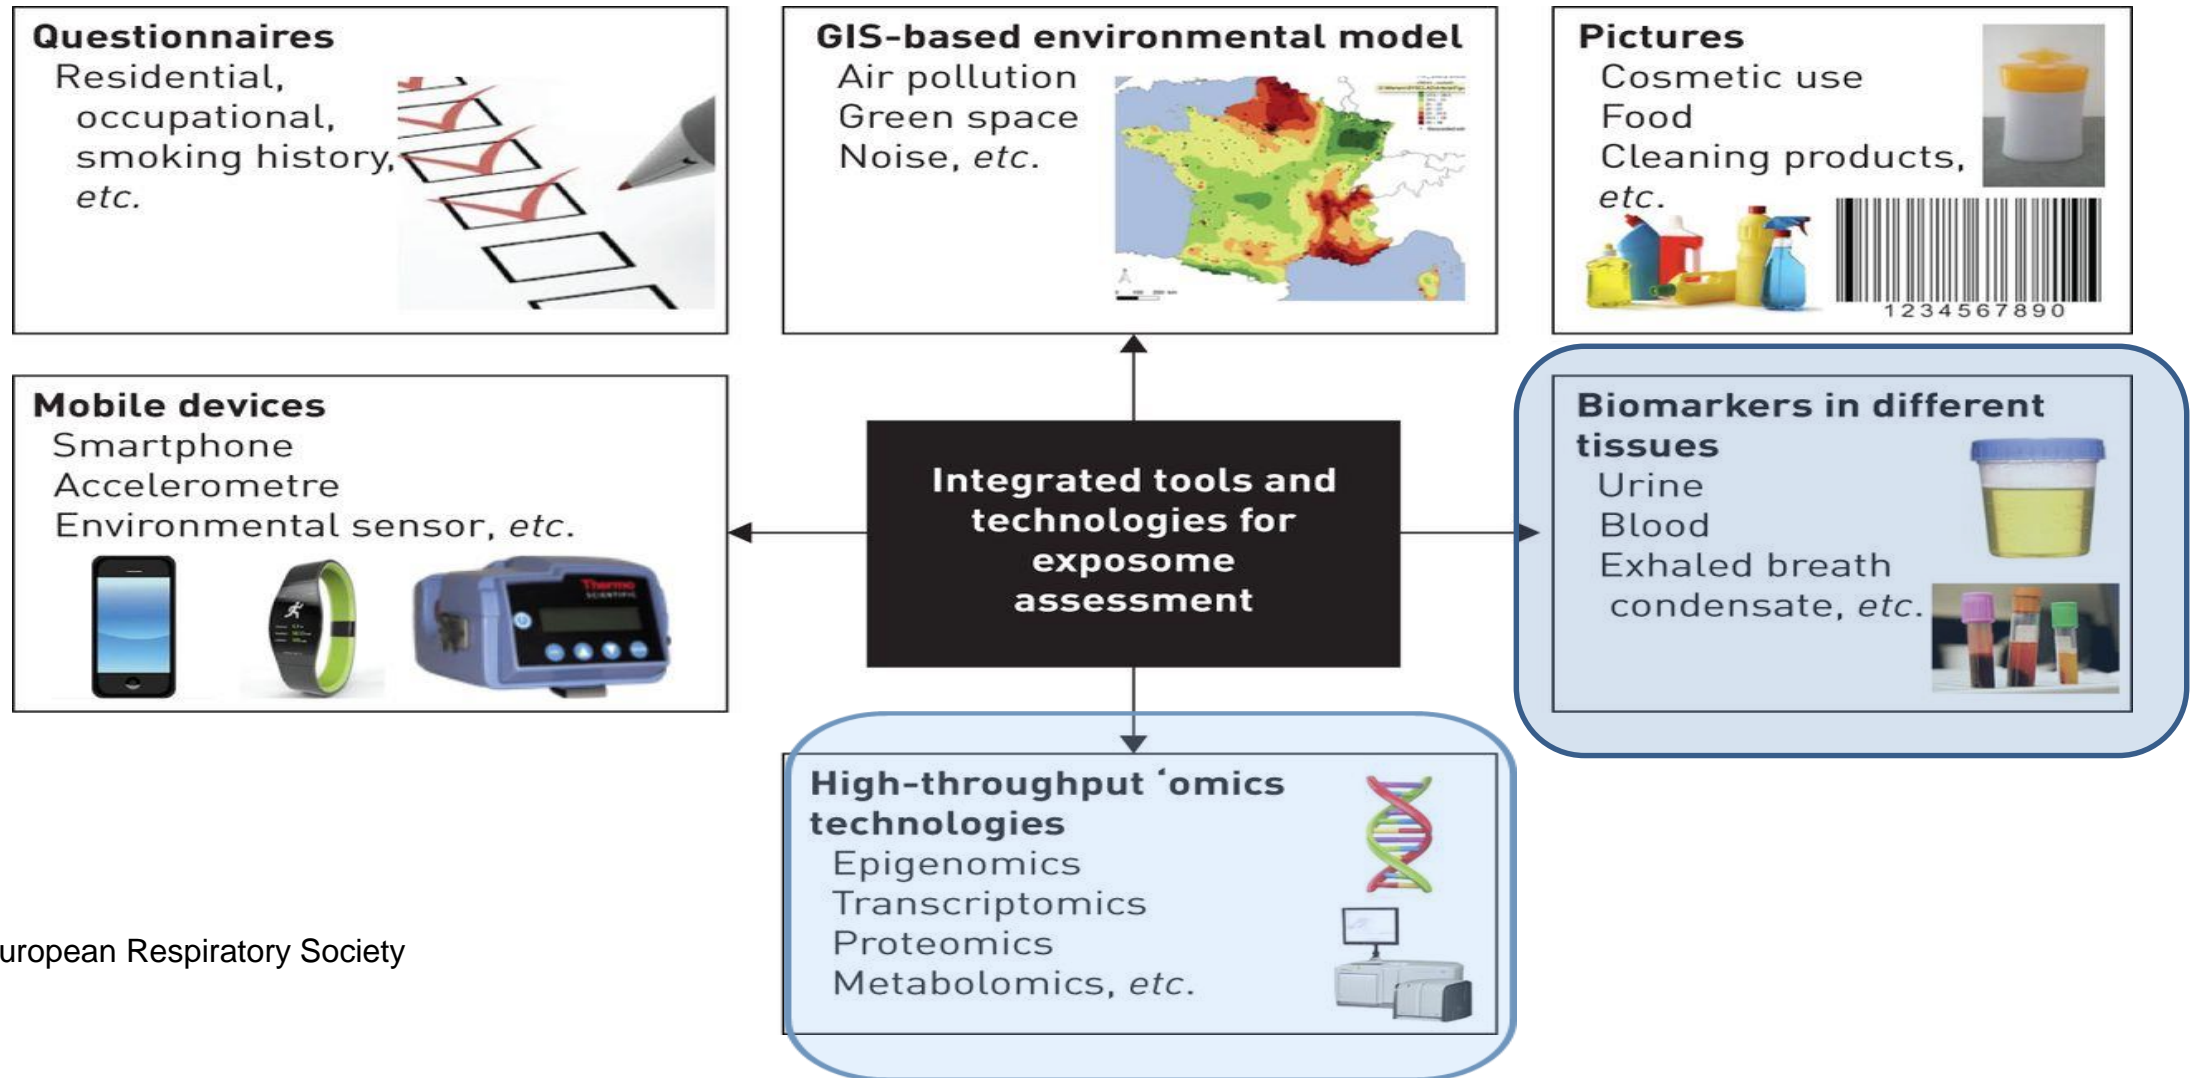 Questionnaires
Residential,
occupational,
smoking history,
etc.
GIS-based environmental model
Air pollution
Green space
Noise, etc.
Pictures
Cosmetic use
Food
Cleaning products,
etc.
1234567890
Mobile devices
Smartphone
Accelerometre
Environmental sensor, etc.
Thermo
SCIENTIFIC
Integrated tools and
technologies for
exposome
assessment
Biomarkers in different
tissues
Urine
Blood
Exhaled breath
condensate, etc.
High-throughput ‘omics
technologies
Epigenomics
Transcriptomics
Proteomics
Metabolomics, etc.
uropean Respiratory Society